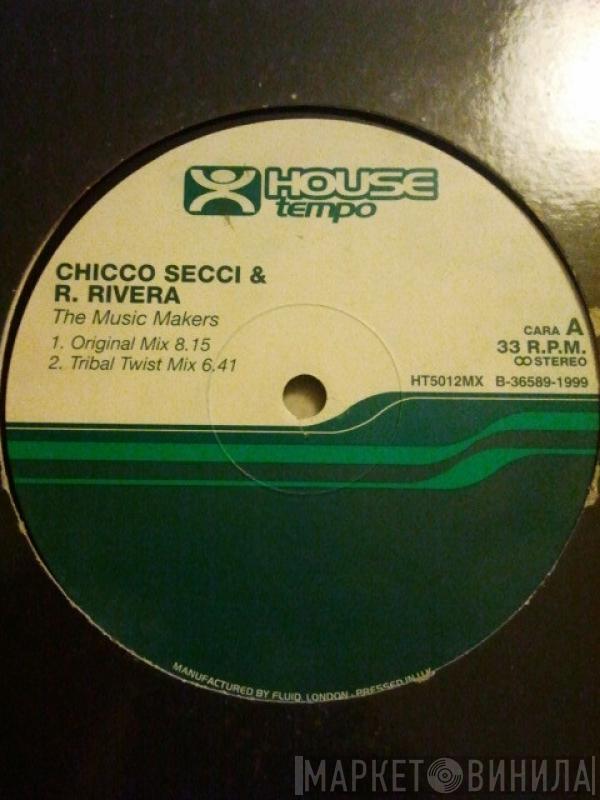 HOUSE
tempo
CHICCO SECCI &
R. RIVERA
The Music Makers
1. Original Mix 8.15
2. Tribal Twist Mix 6.41
CARA A
33 R.P.M.
STEREO
HT5012MX B-36589-1999
MANUFACTURED BY FLUID, LONDON - PRESSED IN U.K.
МАРКЕТ ВИНИЛА